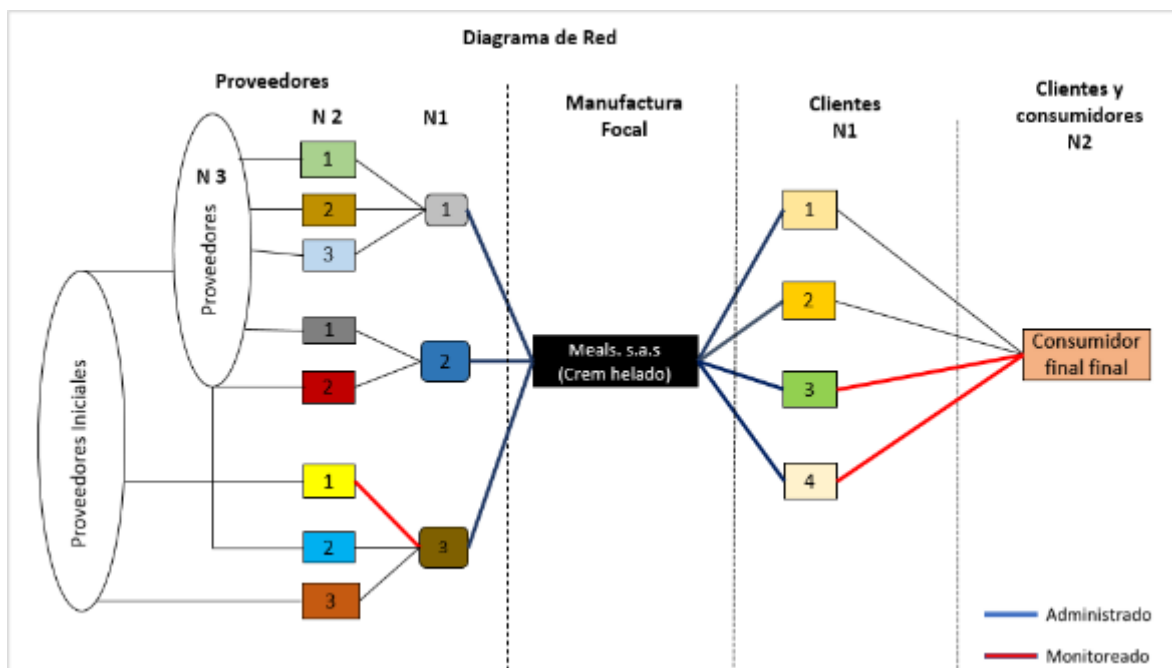 Diagrama de Red
Proveedores
N 2
N1
Manufactura
Focal
Clientes
N1
Clientes y
consumidores
N2
N 3
Proveedores
Proveedores Iniciales
1
2
3
1
2
1
2
3
1
2
3
Meals. s.a.s
(Crem helado)
1
2
3
4
Consumidor
final final
Administrado
Monitoreado